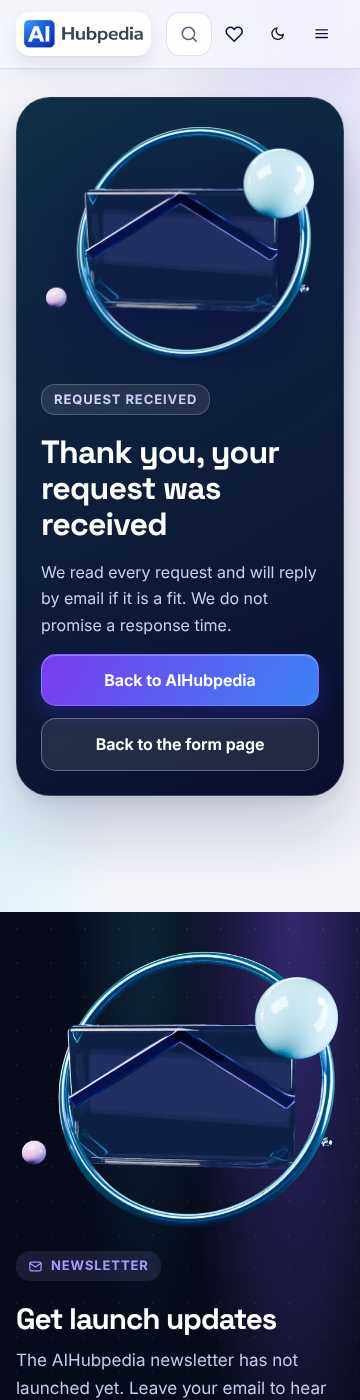 AI Hubpedia
REQUEST RECEIVED
Thank you, your
request was
received
We read every request and will reply
by email if it is a fit. We do not
promise a response time.
Back to AIHubpedia
Back to the form page
NEWSLETTER
Get launch updates
The AIHubpedia newsletter has not
launched yet. Leave your email to hear